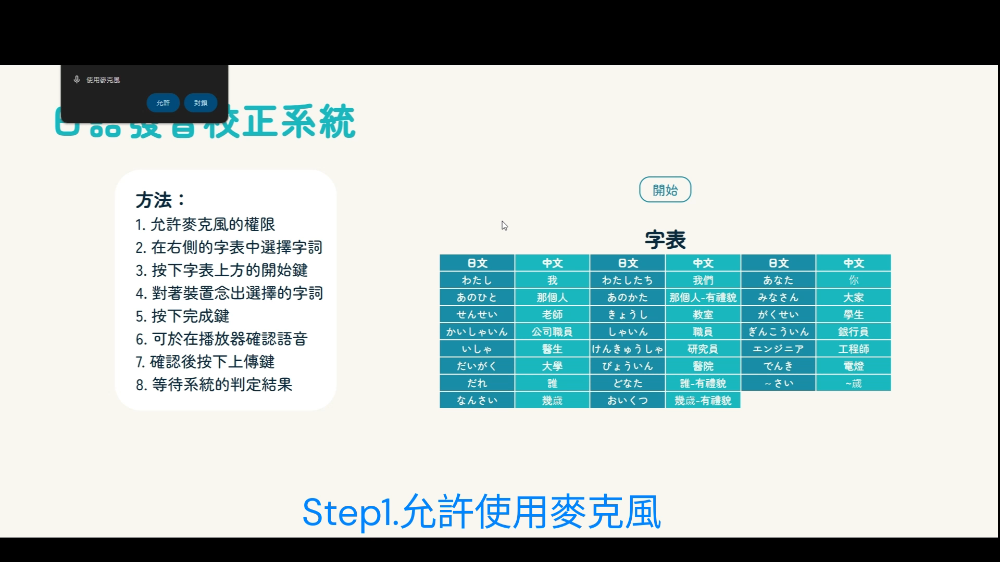 使用麥克風
允許 封鎖
校正系統
方法：
1. 允許麥克風的權限
2. 在右側的字表中選擇字詞
3. 按下字表上方的開始鍵
4. 對著裝置念出選擇的字詞
5. 按下完成鍵
6. 可於在播放器確認語音
7. 確認後按下上傳鍵
8. 等待系統的判定結果
開始
字表
日文 中文 日文 中文 日文 中文
わたし 我 わたしたち 我們 あなた 你
あのひと 那個人 あのかた 那個人-有禮貌 みなさん 大家
せんせい 老師 きょうし 教室 がくせい 學生
かいしゃいん 公司職員 しゃいん 職員 ぎんこういん 銀行員
いしゃ 醫生 けんきゅうしゃ 研究員 エンジニア 工程師
だいがく 大學 びょういん 醫院 でんき 電燈
だれ 誰 どなた 誰-有禮貌 ～さい ~歲
なんさい 幾歲 おいくつ 幾歲-有禮貌
Step1.允許使用麥克風